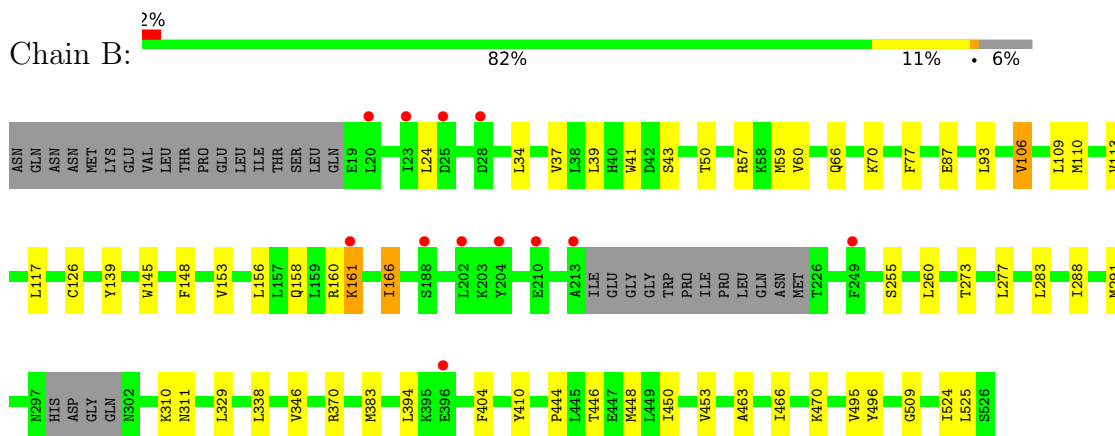 2%
Chain B:
82% 11% • 6%
ASN GLN ASN ASN MET LYS GLU VAL LEU THR PRO GLU LEU ILE THR SER LEU GLN E19 L20 I23 L24 D25 D28 L34 V37 L38 L39 H40 W41 D42 S43 T50 R57 K58 M59 V60 Q66 K70 F77 E87 L93 V106 L109 M110
L117 C126 Y139 W145 F148 V153 L156 L157 Q158 L159 R160 K161 I166 S188 L202 K203 Y204 E210 A213 ILE GLU GLY GLY TRP PRO ILE PRO LEU GLN ASN MET T226 F249 S255 L260 T273 L277 L283 I288 M291
N297 HIS ASP GLY GLN N302 K310 N311 L329 L338 V346 R370 M383 L394 K395 E396 F404 Y410 P444 L445 T446 E447 M448 L449 I450 V453 A463 I466 K470 V495 Y496 G509 I524 L525 S526